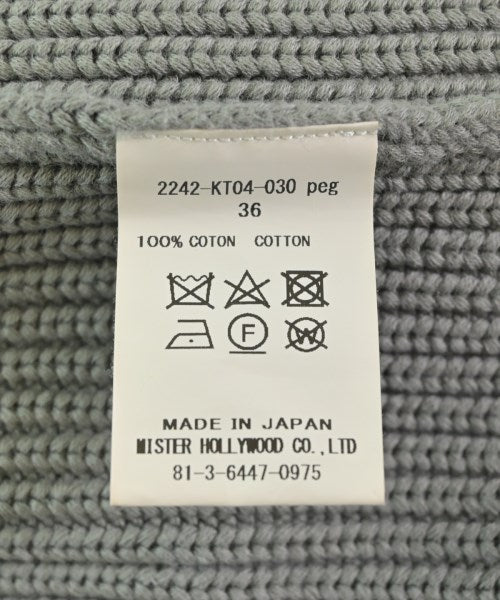 2242-KT04-030 peg
36
100% COTON COTTON
F W
MADE IN JAPAN
MISTER HOLLYWOOD CO.,LTD
81-3-6447-0975